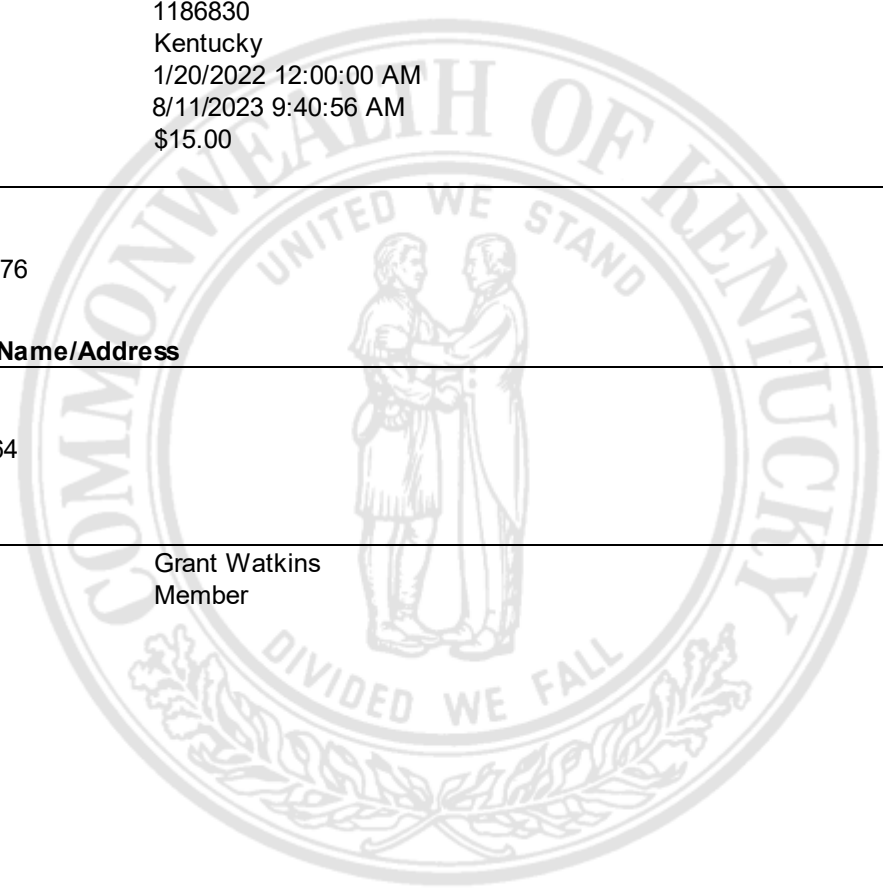 1186830
Kentucky
1/20/2022 12:00:00 AM
8/11/2023 9:40:56 AM
$15.00
COMMONWEALTH OF KENTUCKY
UNITED WE STAND
76
Name/Address
64
Grant Watkins
Member
DIVIDED WE FALL